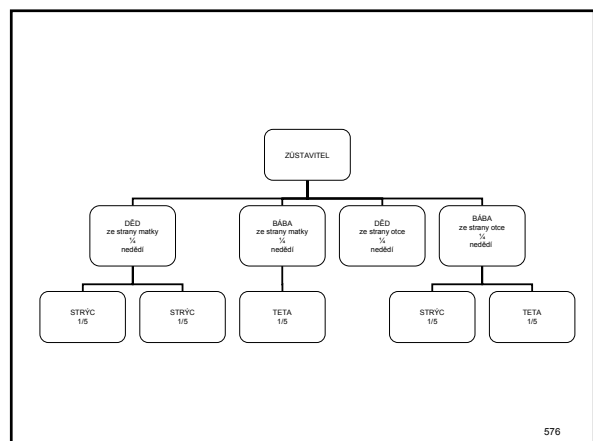 ZŮSTAVITEL
DĚD
ze strany matky
¼
nedědí
BÁBA
ze strany matky
¼
nedědí
DĚD
ze strany otce
¼
nedědí
BÁBA
ze strany otce
¼
nedědí
STRÝC
1/5
STRÝC
1/5
TETA
1/5
STRÝC
1/5
TETA
1/5
576